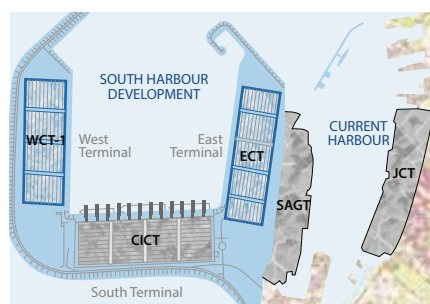 SOUTH HARBOUR
DEVELOPMENT
WCT-1
West
Terminal
East
Terminal
ECT
CURRENT
HARBOUR
JCT
SAGT
CICT
South Terminal